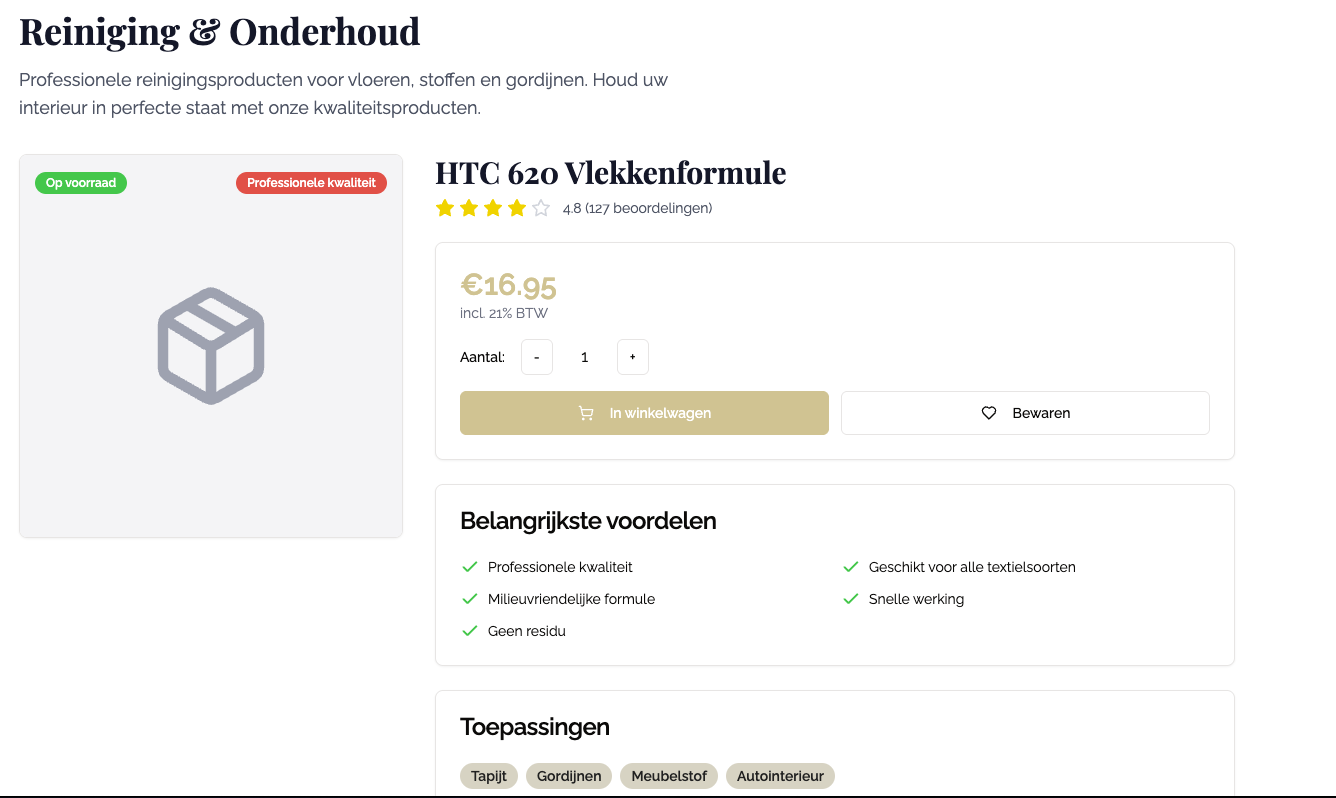 Reiniging & Onderhoud
Professionele reinigingsproducten voor vloeren, stoffen en gordijnen. Houd uw
interieur in perfecte staat met onze kwaliteitsproducten.
Op voorraad
Professionele kwaliteit
HTC 620 Vlekkenformule
4.8 (127 beoordelingen)
€16.95
incl. 21% BTW
Aantal: - 1 +
In winkelwagen
Bewaren
Belangrijkste voordelen
Professionele kwaliteit
Geschikt voor alle textielsoorten
Milieuvriendelijke formule
Snelle werking
Geen residu
Toepassingen
Tapijt Gordijnen Meubelstof Autointerieur